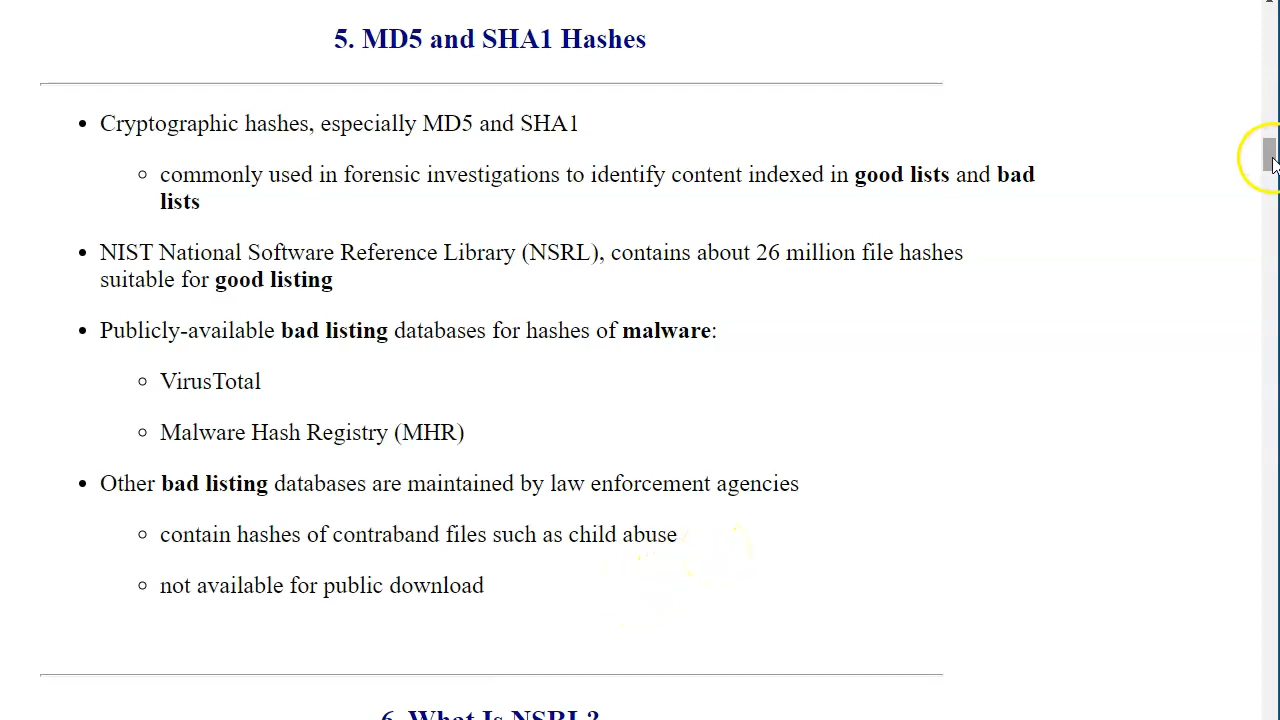 5. MD5 and SHA1 Hashes
Cryptographic hashes, especially MD5 and SHA1
commonly used in forensic investigations to identify content indexed in good lists and bad
lists
NIST National Software Reference Library (NSRL), contains about 26 million file hashes
suitable for good listing
Publicly-available bad listing databases for hashes of malware:
VirusTotal
Malware Hash Registry (MHR)
Other bad listing databases are maintained by law enforcement agencies
contain hashes of contraband files such as child abuse
not available for public download
6. What Is NSRL?